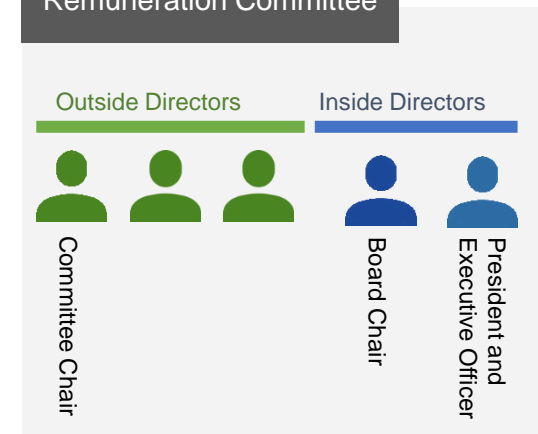 Remuneration Committee
Outside Directors
Inside Directors
Committee Chair
Board Chair
President and
Executive Officer